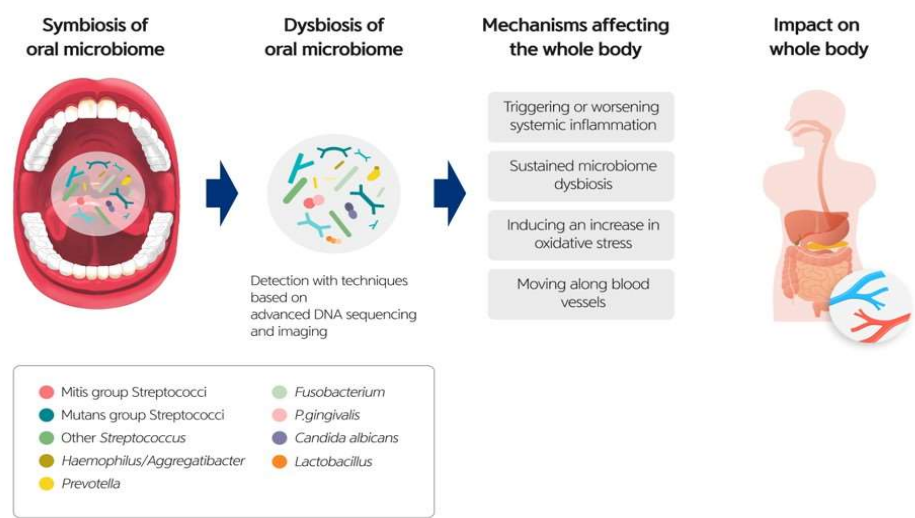 Symbiosis of
oral microbiome
Dysbiosis of
oral microbiome
Mechanisms affecting
the whole body
Impact on
whole body
Triggering or worsening
systemic inflammation
Sustained microbiome
dysbiosis
Inducing an increase in
oxidative stress
Moving along blood
vessels
Detection with techniques
based on
advanced DNA sequencing
and imaging
Mitis group Streptococci
Mutans group Streptococci
Other Streptococcus
Haemophilus/Aggregatibacter
Prevotella
Fusobacterium
P.gingivalis
Candida albicans
Lactobacillus